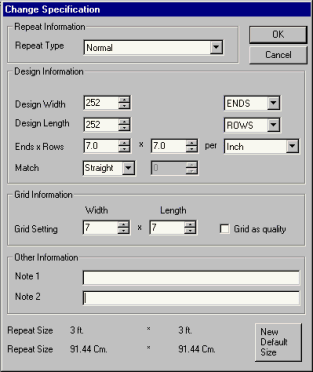 Change Specification
Repeat Information
Repeat Type Normal
OK
Cancel
Design Information
Design Width 252 ENDS
Design Length 252 ROWS
Ends x Rows 7.0 x 7.0 per Inch
Match Straight 0
Grid Information
Width Length
Grid Setting 7 x 7 Grid as quality
Other Information
Note 1
Note 2
Repeat Size 3 ft. * 3 ft.
Repeat Size 91.44 Cm. * 91.44 Cm.
New
Default
Size